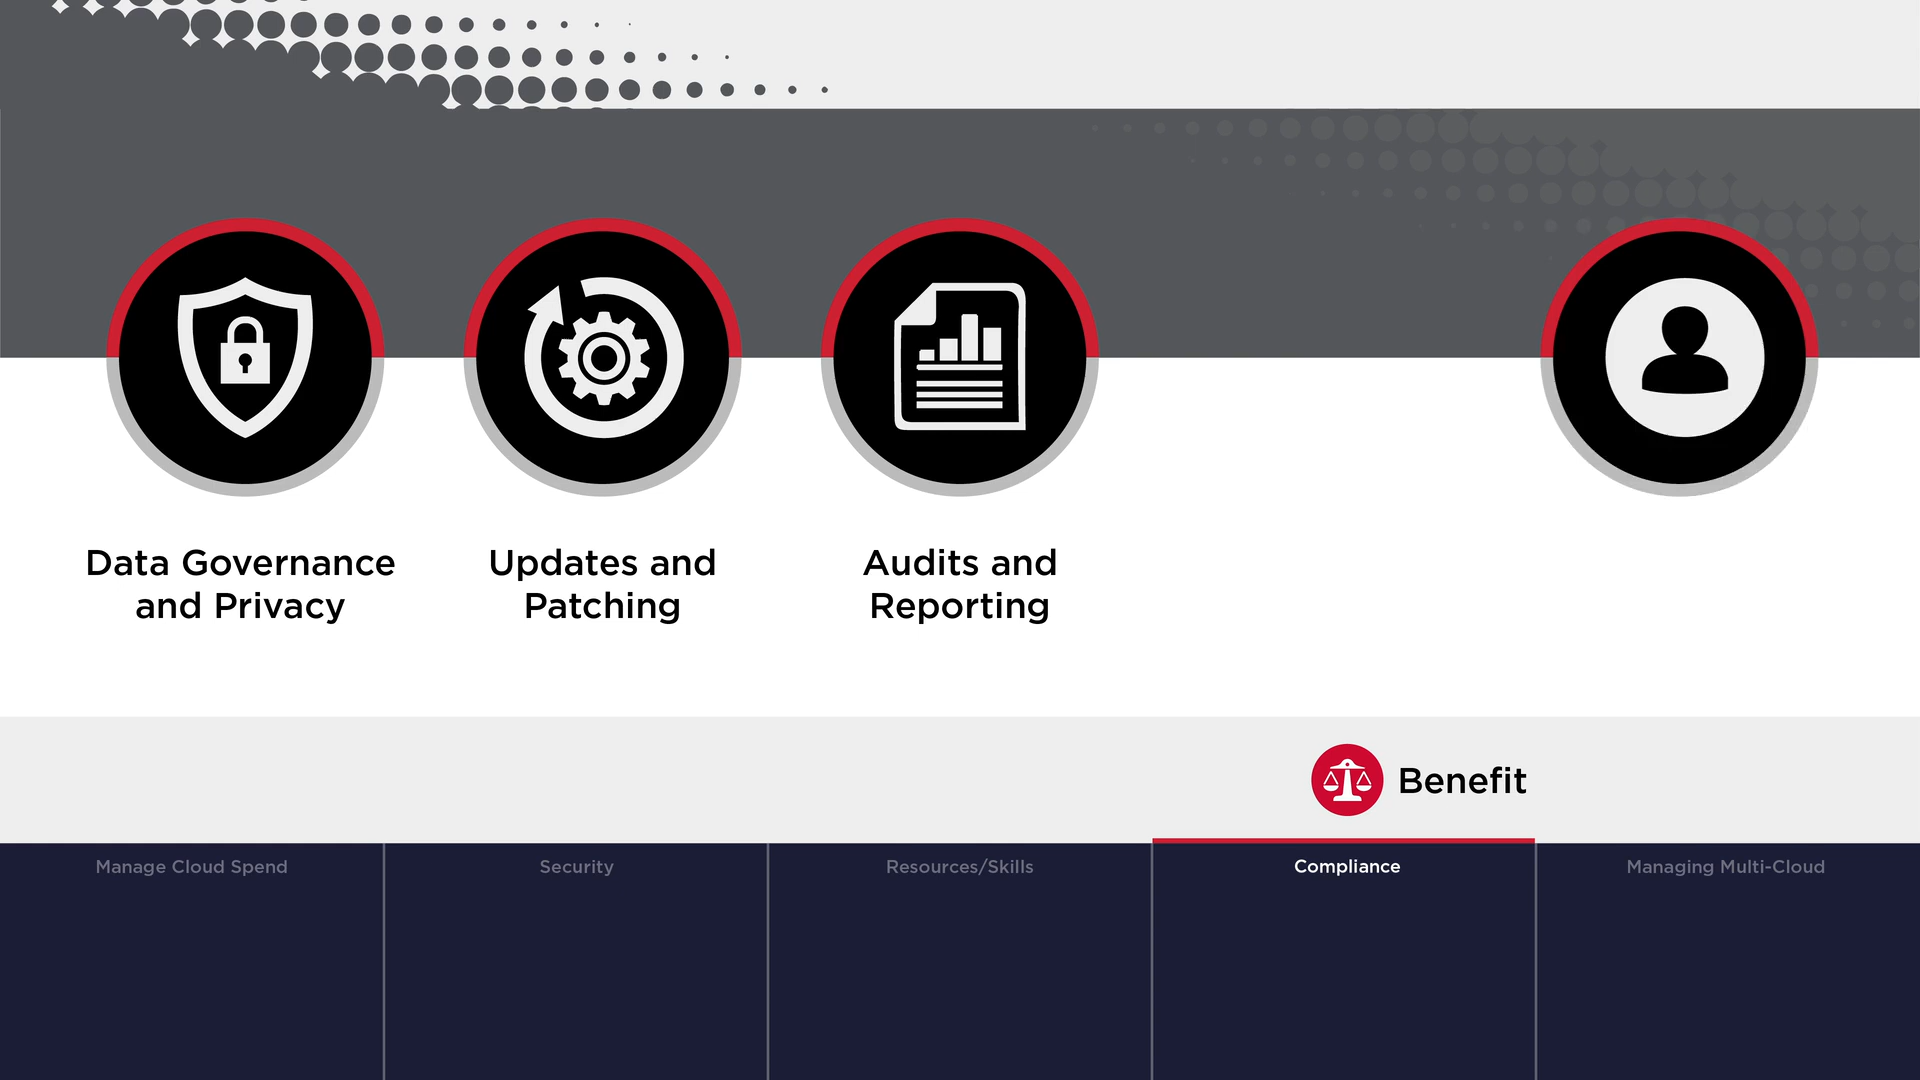 Data Governance
and Privacy
Updates and
Patching
Audits and
Reporting
Benefit
Manage Cloud Spend
Security
Resources/Skills
Compliance
Managing Multi-Cloud